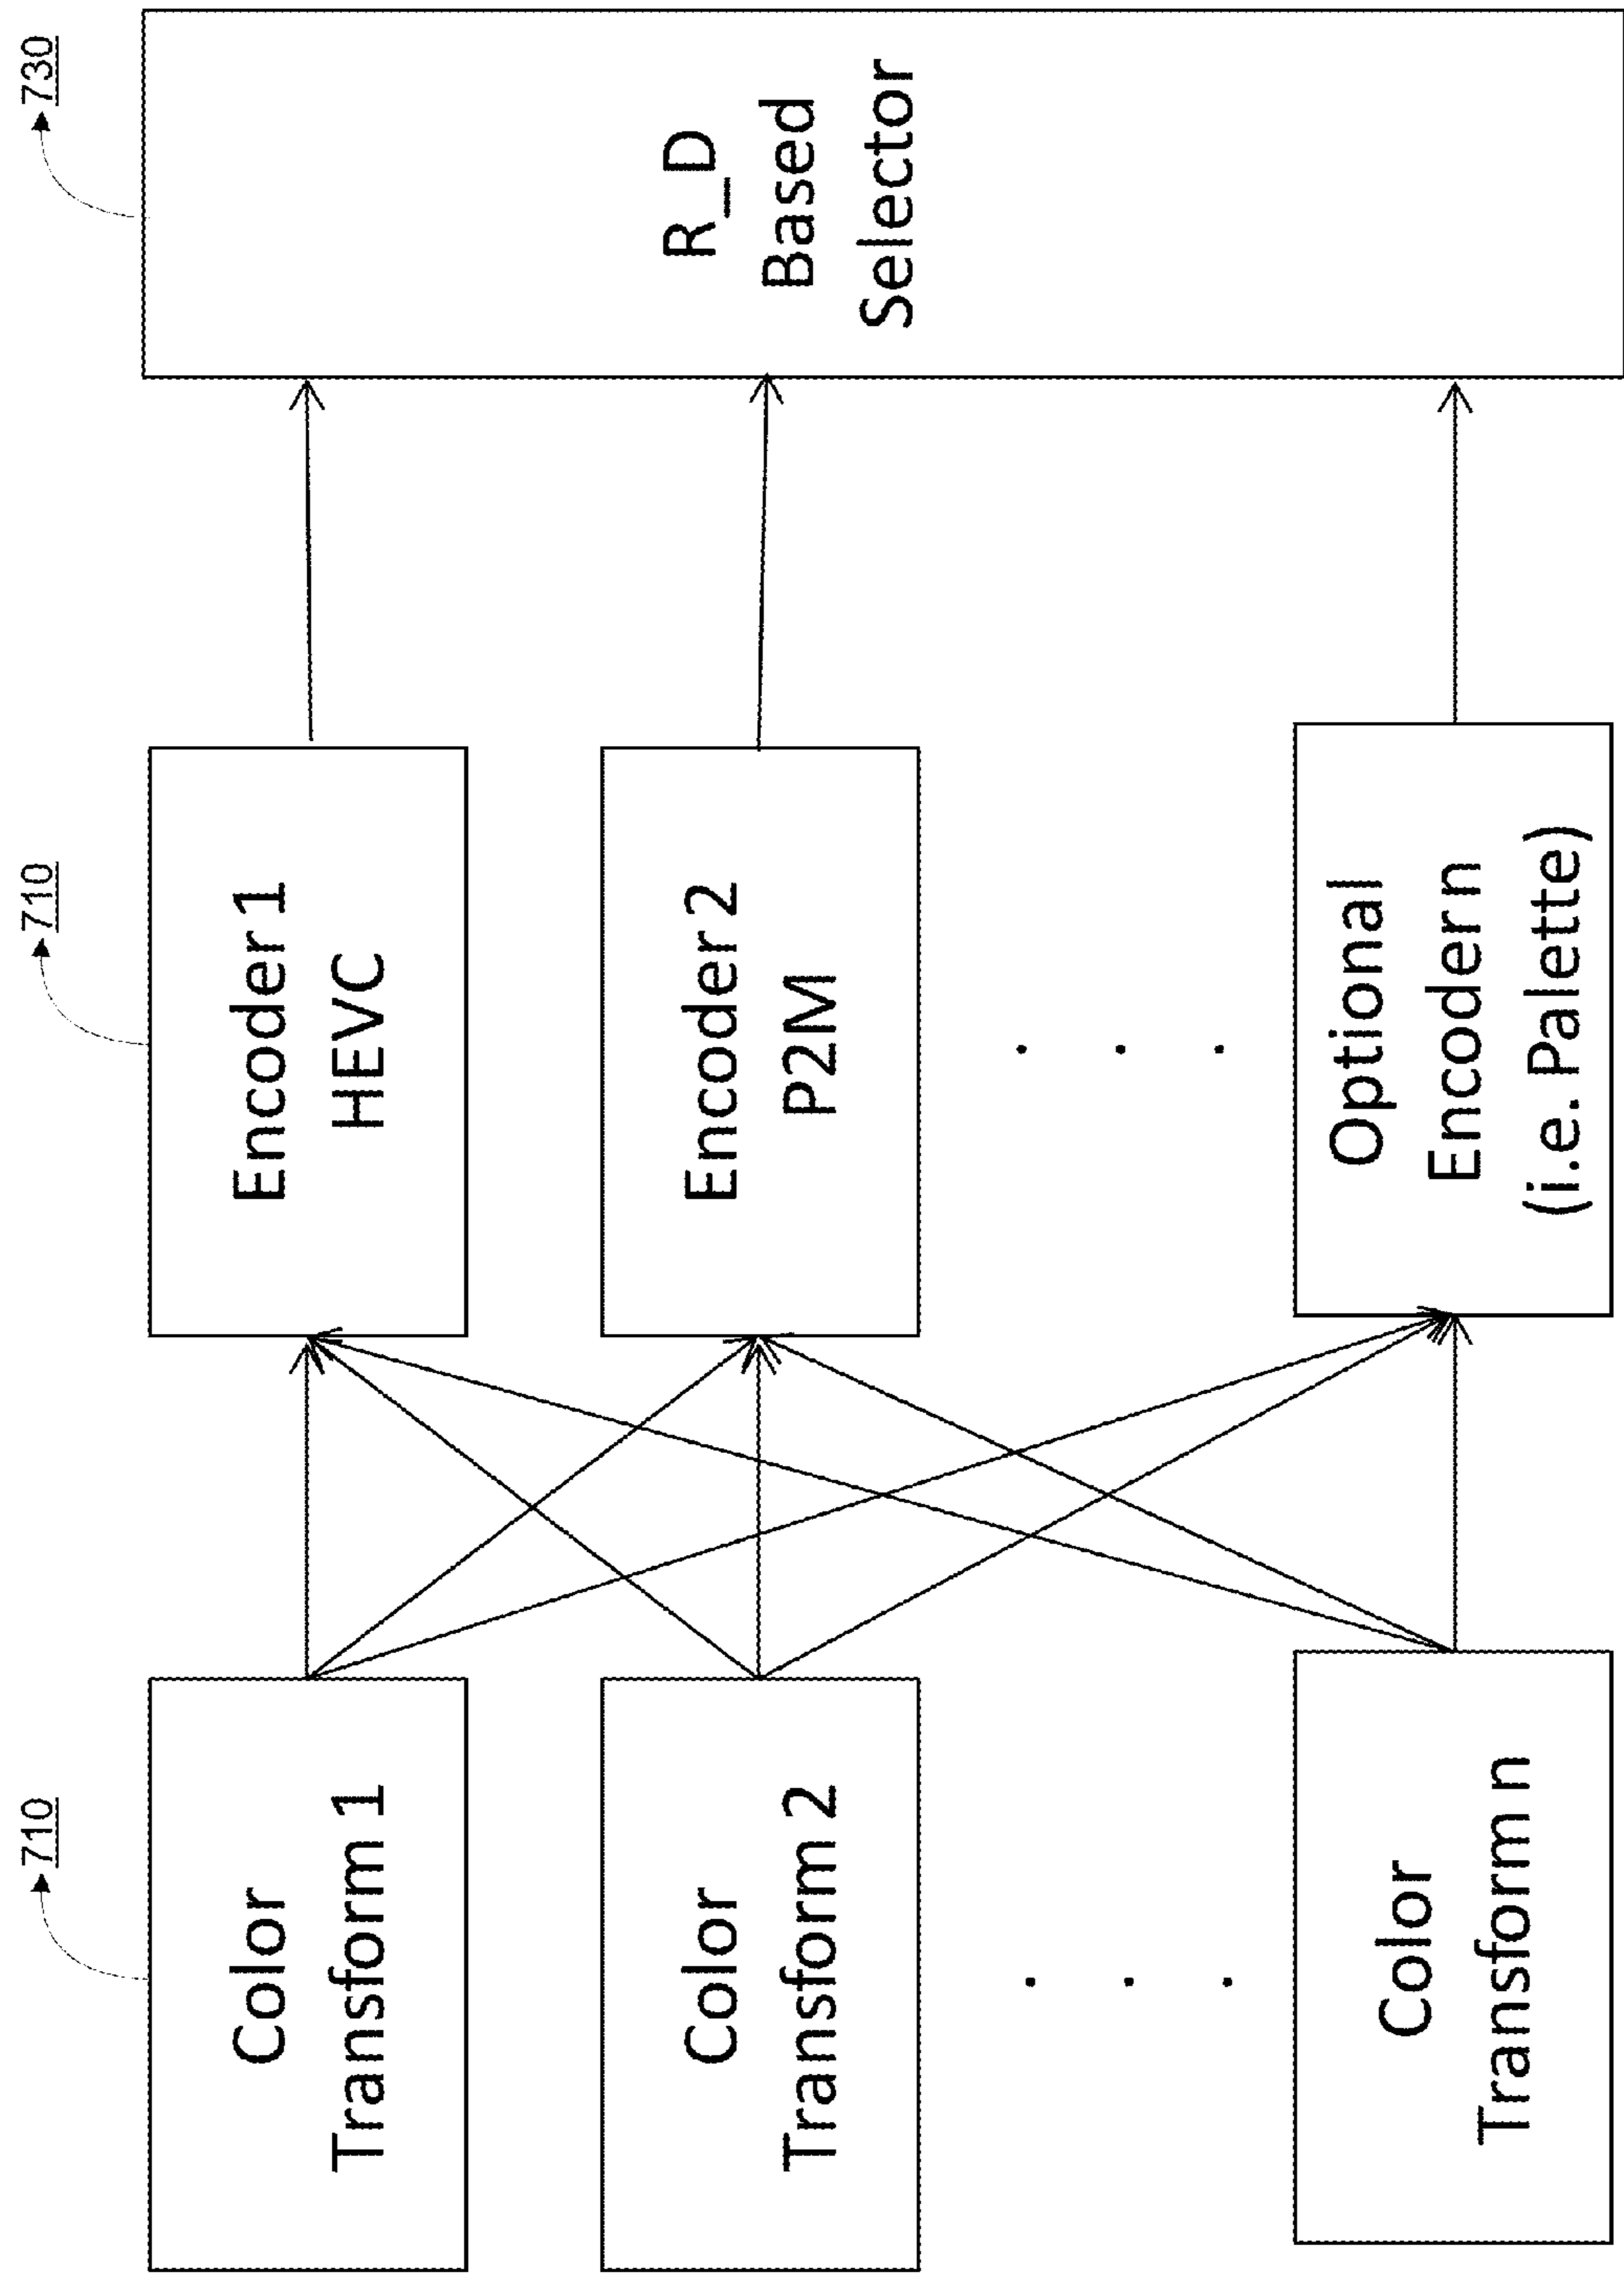 710
710
730
Color
Transform 1
Encoder 1
HEVC
R_D
Based
Selector
Color
Transform 2
Encoder 2
P2M
. . .
. . .
Color
Transform n
Optional
Encoder n
(i.e. Palette)